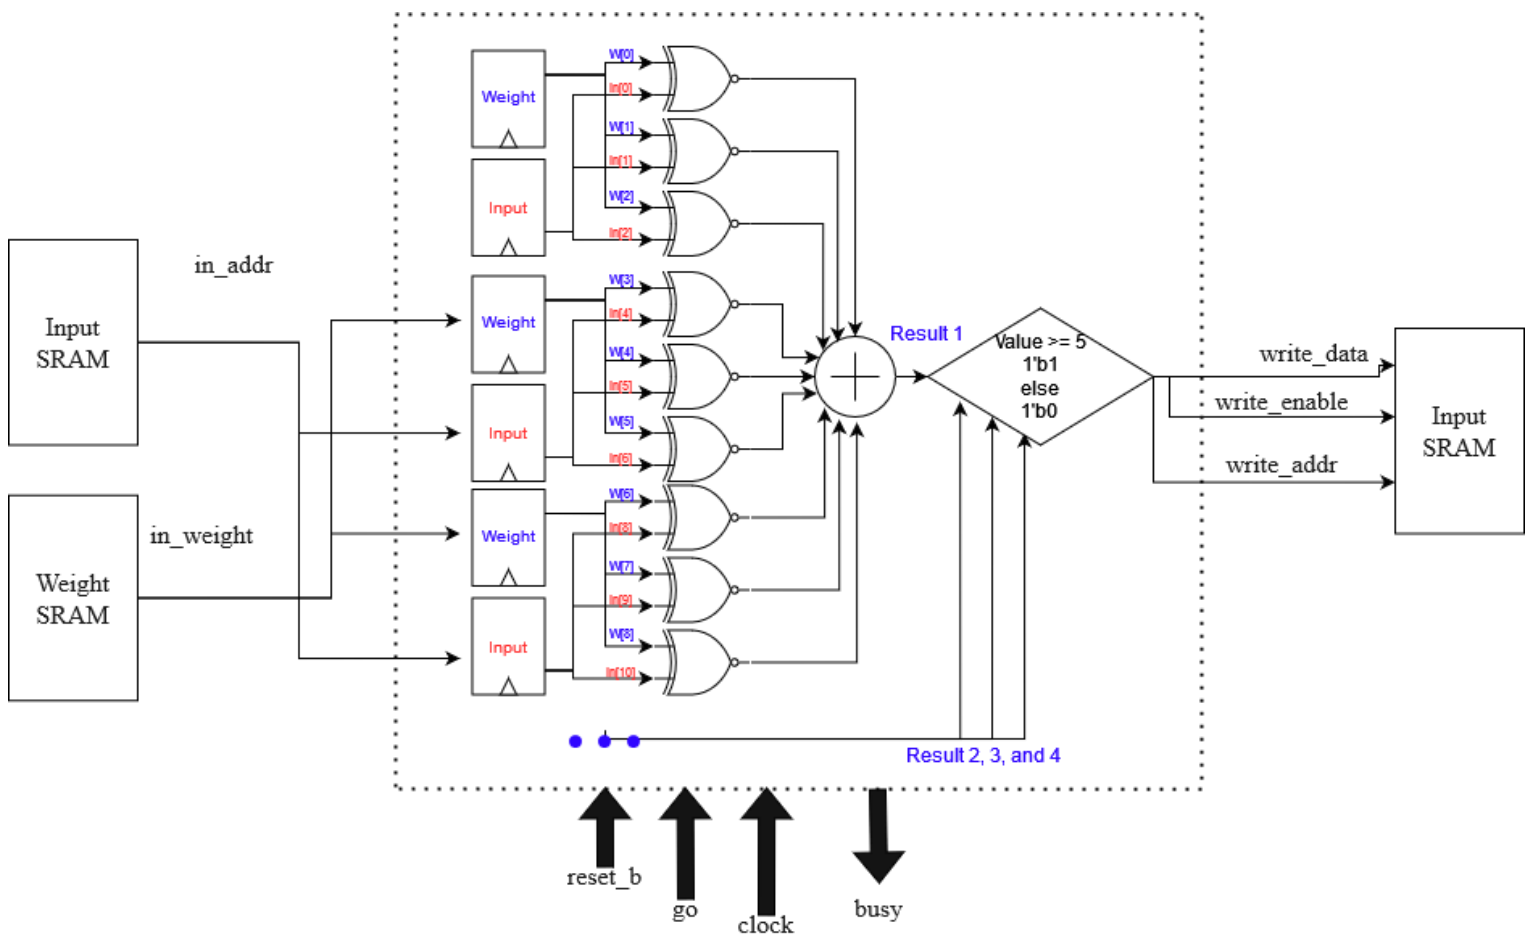 in_addr
Input
SRAM
in_weight
Weight
SRAM
Weight
Input
W[0]
In[0]
W[1]
In[1]
W[2]
In[2]
Weight
Input
W[3]
In[4]
W[4]
In[5]
W[5]
In[6]
Weight
Input
W[6]
In[8]
W[7]
In[9]
W[8]
In[10]
Result 1
Value >= 5
1'b1
else
1'b0
Result 2, 3, and 4
write_data
write_enable
write_addr
Input
SRAM
reset_b
go
clock
busy